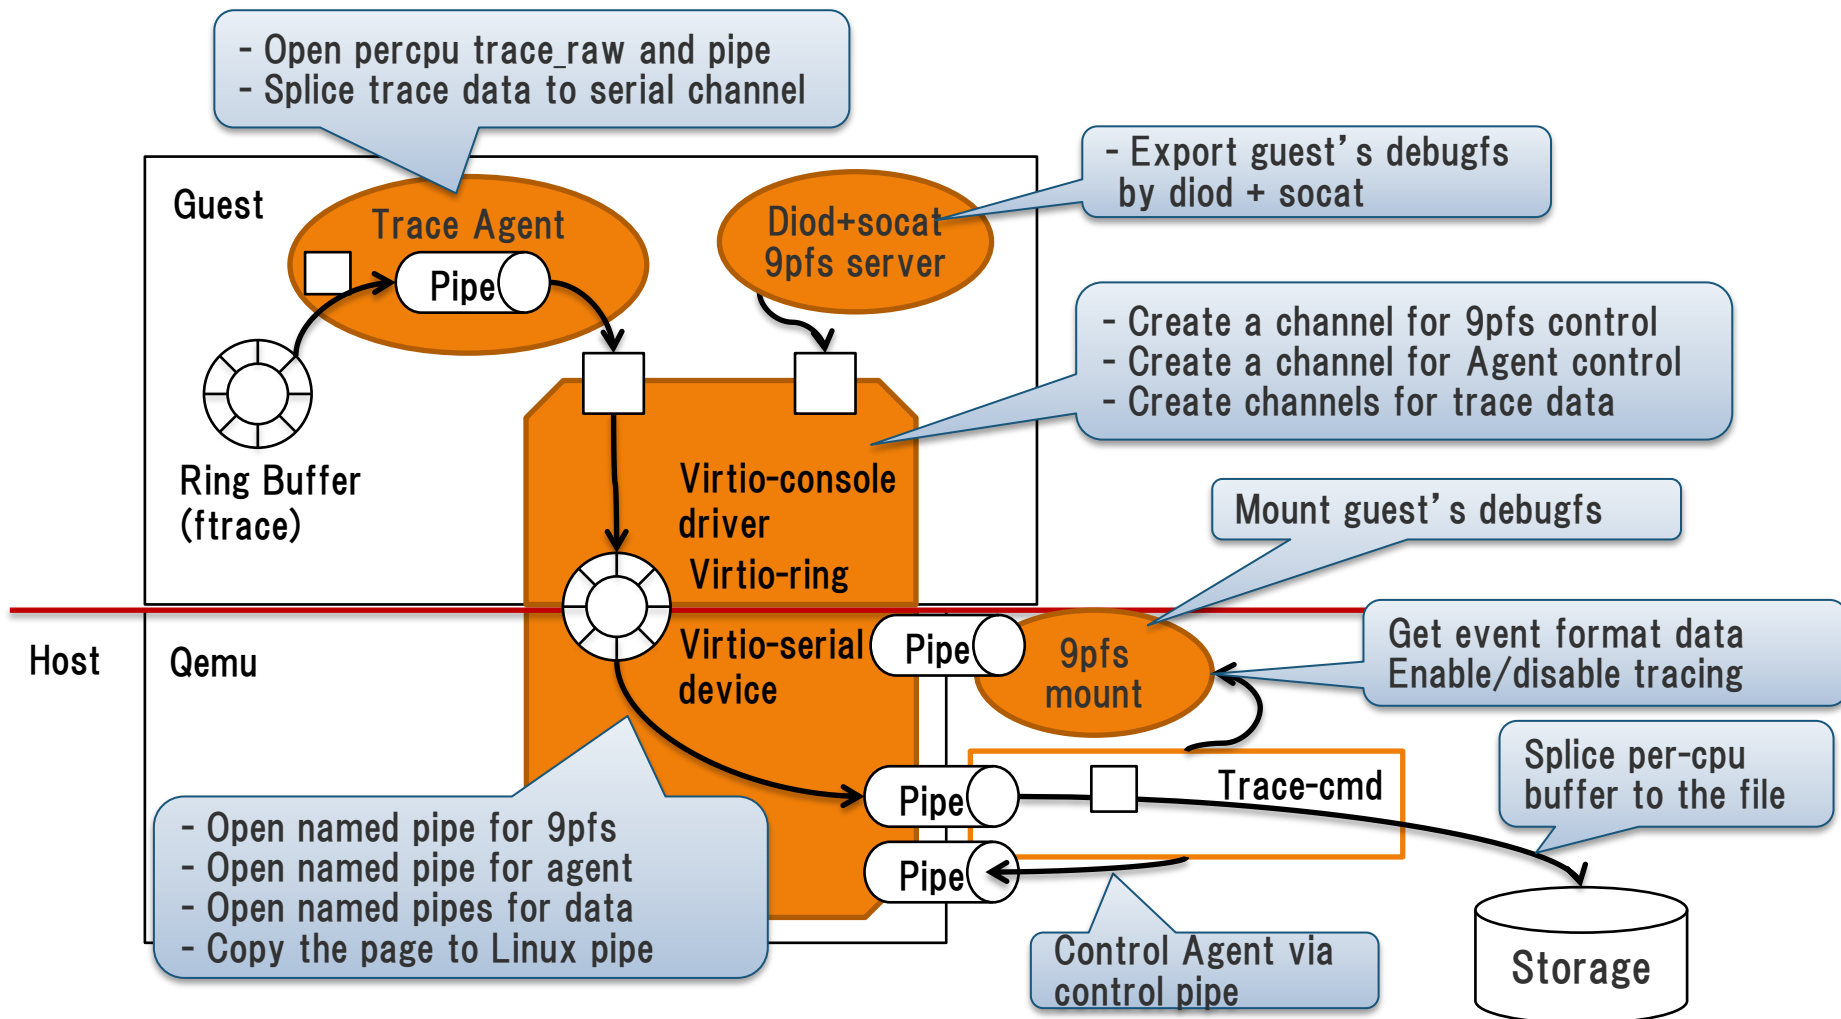 - Open percpu trace_raw and pipe
- Splice trace data to serial channel
- Export guest's debugfs
by diod + socat
Guest
Trace Agent
Pipe
Diod+socat
9pfs server
- Create a channel for 9pfs control
- Create a channel for Agent control
- Create channels for trace data
Ring Buffer
(ftrace)
Virtio-console
driver
Virtio-ring
Mount guest's debugfs
Host
Qemu
Virtio-serial
device
Pipe
9pfs
mount
Get event format data
Enable/disable tracing
Splice per-cpu
buffer to the file
Pipe
Trace-cmd
- Open named pipe for 9pfs
- Open named pipe for agent
- Open named pipes for data
- Copy the page to Linux pipe
Pipe
Control Agent via
control pipe
Storage